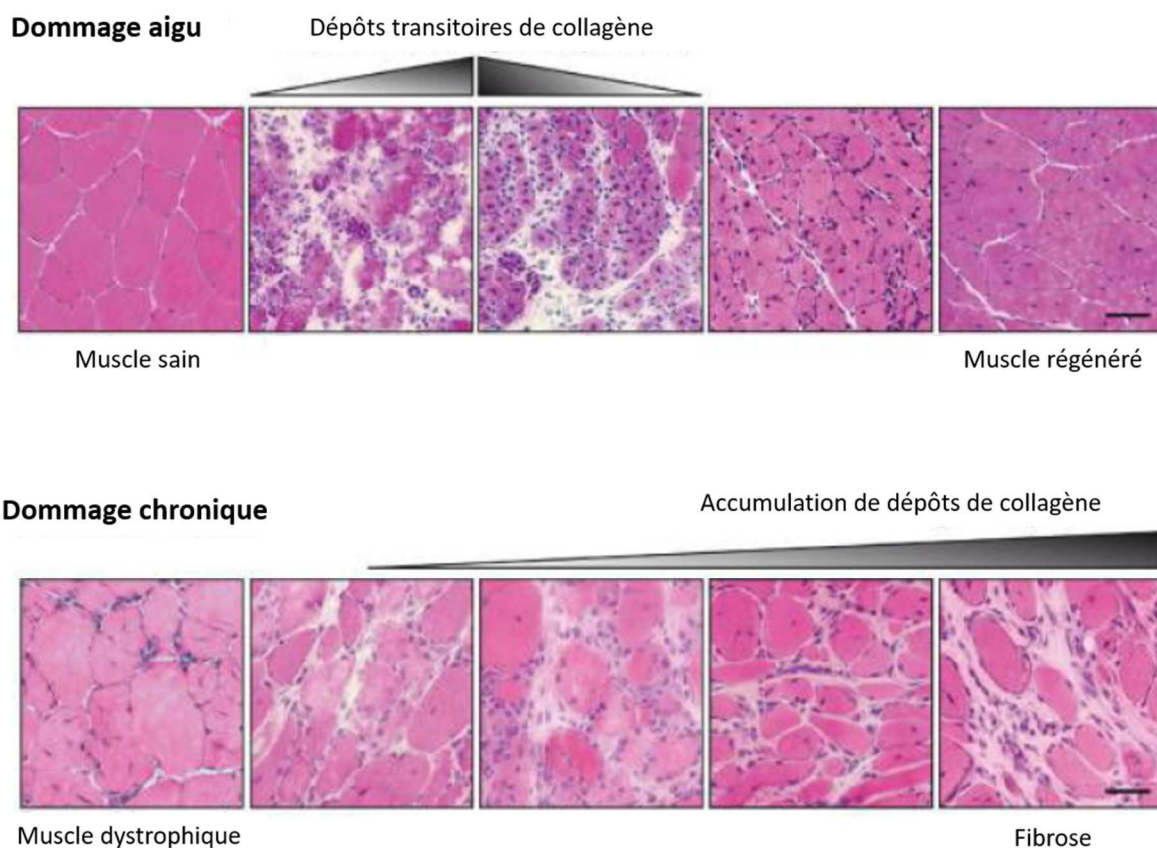 Dommage aigu
Dépôts transitoires de collagène
Muscle sain
Muscle régénéré
Dommage chronique
Accumulation de dépôts de collagène
Muscle dystrophique
Fibrose